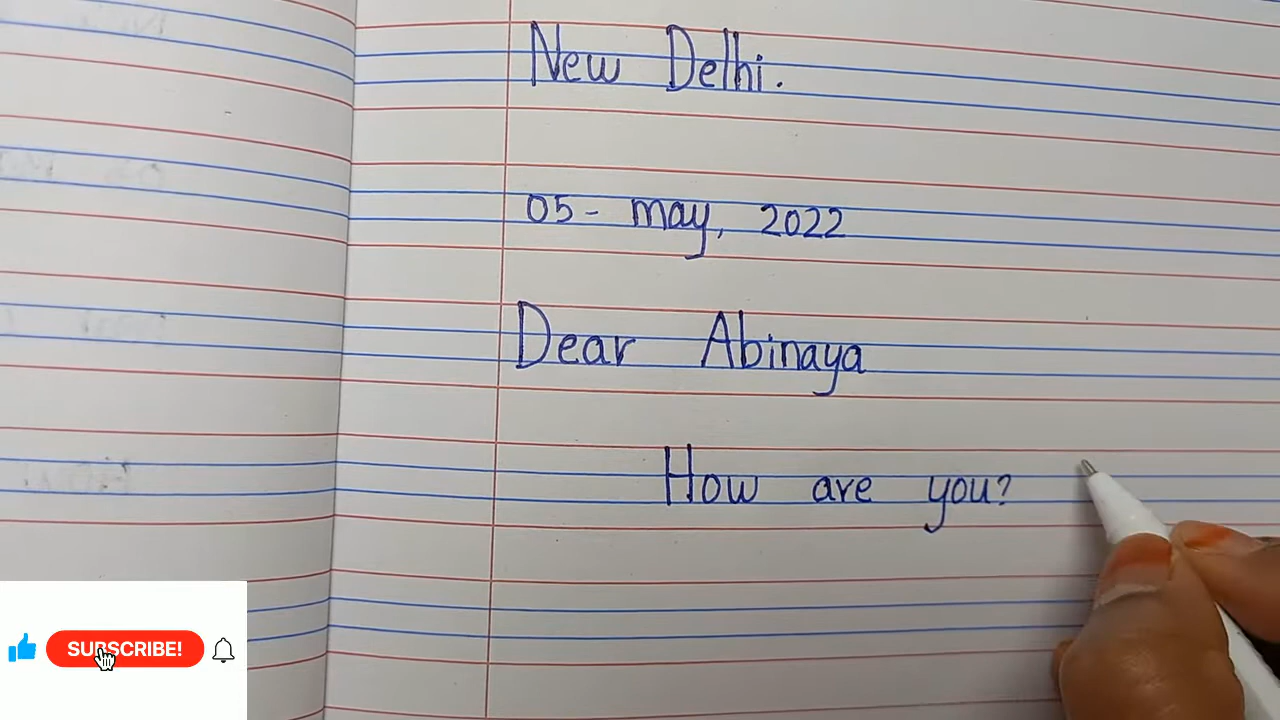 New Delhi.
05- may, 2022
Dear Abinaya
How are you?
SUBSCRIBE!